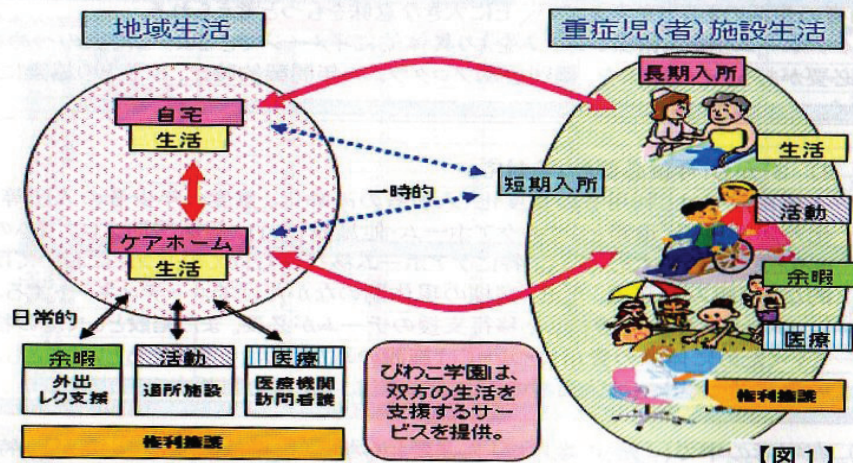 地域生活
重症児(者)施設生活
長期入所
自宅
生活
生活
一時的
短期入所
活動
ケアホーム
生活
余暇
日常的
医療
余暇
活動
医療
外出
レク支援
通所施設
医療機関
訪問看護
びわこ学園は、
双方の生活を
支援するサー
ビスを提供。
権利擁護
権利擁護
【図1】